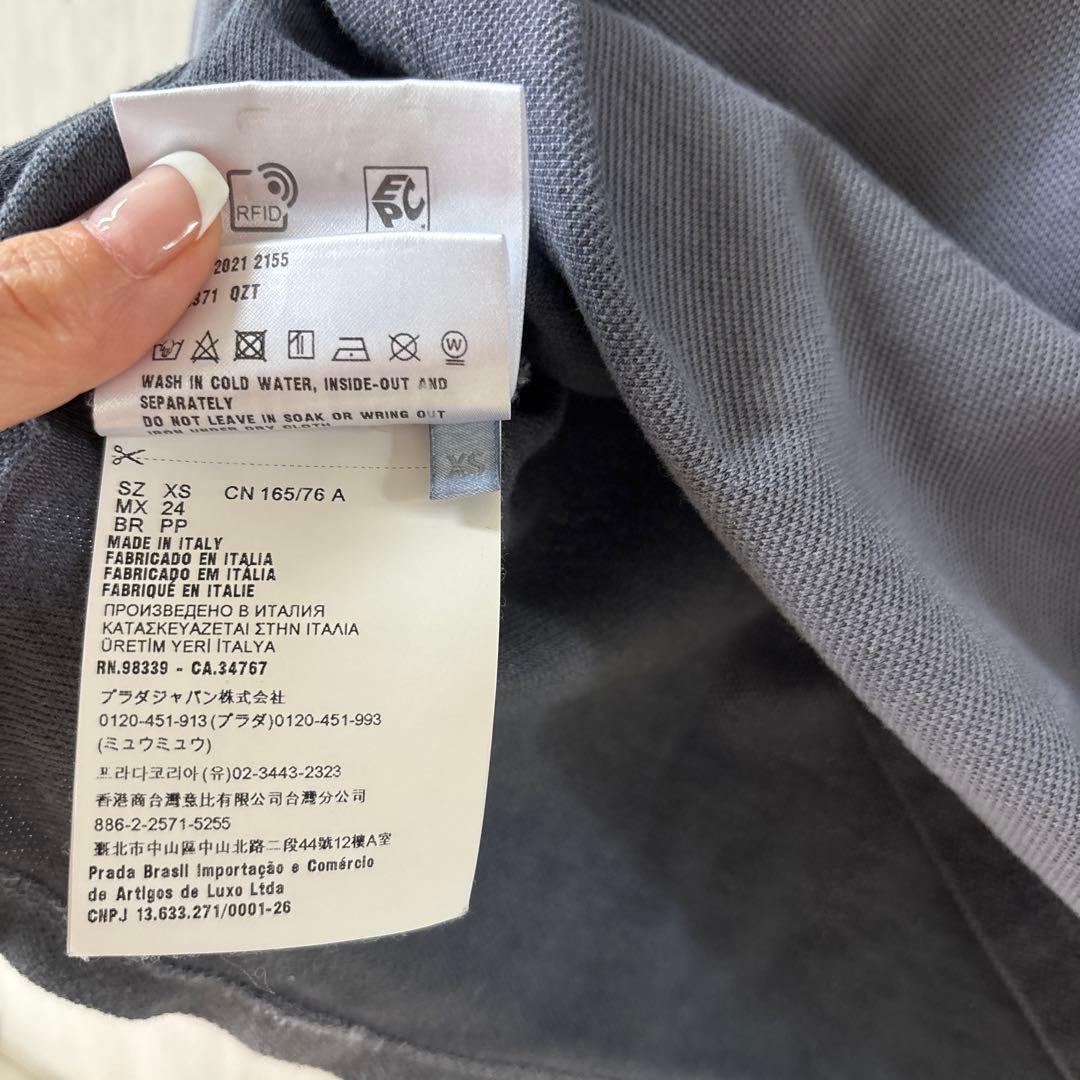 RFID
EPC
2021 2155
371 QZT
W
WASH IN COLD WATER, INSIDE-OUT AND
SEPARATELY
DO NOT LEAVE IN SOAK OR WRING OUT
IRON UNDER DRY CLOTH
XS
SZ XS CN 165/76 A
MX 24
BR PP
MADE IN ITALY
FABRICADO EN ITALIA
FABRICADO EM ITÁLIA
FABRIQUÉ EN ITALIE
ПРОИЗВЕДЕНО В ИТАЛИЯ
ΚΑΤΑΣΚΕΥΑΖΕΤΑΙ ΣΤΗΝ ΙΤΑΛΙΑ
ÜRETİM YERİ İTALYA
RN.98339 - CA.34767
プラダジャパン株式会社
0120-451-913(プラダ)0120-451-993
(ミュウミュウ)
프라다코리아(유)02-3443-2323
香港商台灣意比有限公司台灣分公司
886-2-2571-5255
臺北市中山區中山北路二段44號12樓A室
Prada Brasil Importação e Comércio
de Artigos de Luxo Ltda
CNPJ 13.633.271/0001-26